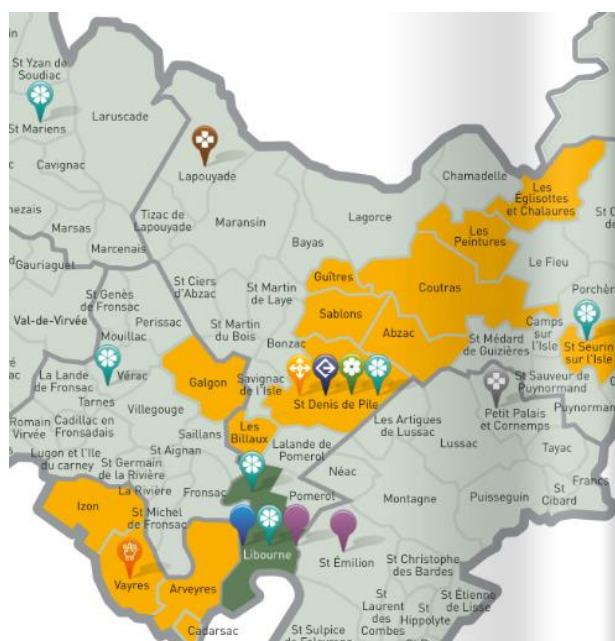 in
St Yzan de
Soudiac
St Mariens
Laruscade
Lapouyade
Chamadelle
Les
Églisottes
et Chalaures
Cavignac
Tizac de
Lapouyade
Maransin
Lagorce
Les
Peintures
nezais
Marsas
Marcenais
Bayas
Le Fieu
Gauriaguet
St Genès
de Fronsac
St Ciers
d'Abzac
St Martin
de Laye
Guîtres
Coutras
Porchèr
Val-de-Virvée
Périssac
Mouillac
St Martin
du Bois
Sablons
Abzac
Camps
sur l'Isle
St Seurin
sur l'Isle
Bonzac
St Médard
de Guizières
La Lande
de Fronsac
Vérac
Galgon
Savignac
de l'Isle
St Denis de Pile
St Sauveur de
Puynormand
Tarnes
Villegouge
Petit Palais
et Cornemps
Puynorman
Romain
Virvée
Cadillac en
Fronsadais
Saillans
Les
Billaux
Les Artigues
de Lussac
Lussac
Tayac
Lugon et l'Ile
du carney
St Aignan
Lalande de
Pomerol
St Germain
de la Rivière
Néac
Francs
La Rivière
Fronsac
Pomerol
Montagne
Puisseguin
St
Cibard
Izon
St Michel
de Fronsac
Libourne
St Émilion
St Christophe
des Bardes
Vayres
Arveyres
St Étienne
de Lisse
St
Laurent
des
Combes
St
Hippolyte
Cadarsac
St Sulpice